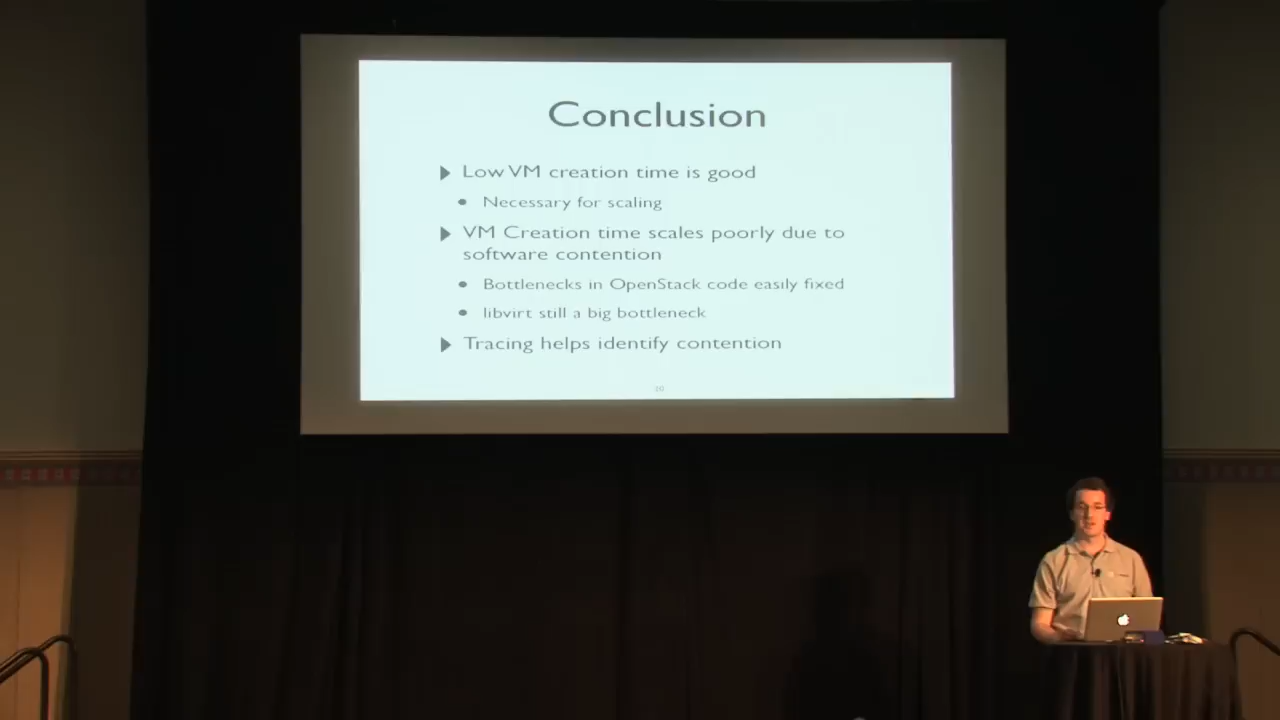 Conclusion
Low VM creation time is good
Necessary for scaling
VM Creation time scales poorly due to
software contention
Bottlenecks in OpenStack code easily fixed
libvirt still a big bottleneck
Tracing helps identify contention